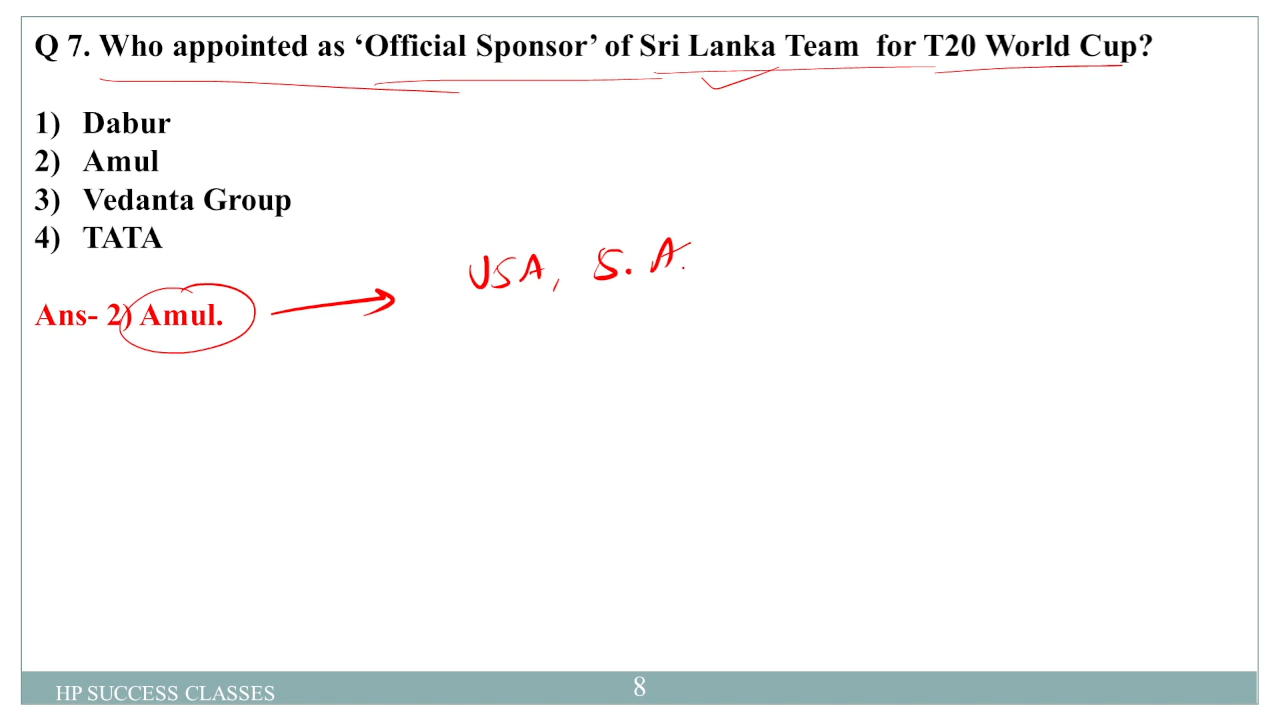 Q 7. Who appointed as ‘Official Sponsor’ of Sri Lanka Team for T20 World Cup?
1) Dabur
2) Amul
3) Vedanta Group
4) TATA
USA, S. A.
Ans- 2) Amul.
HP SUCCESS CLASSES
8